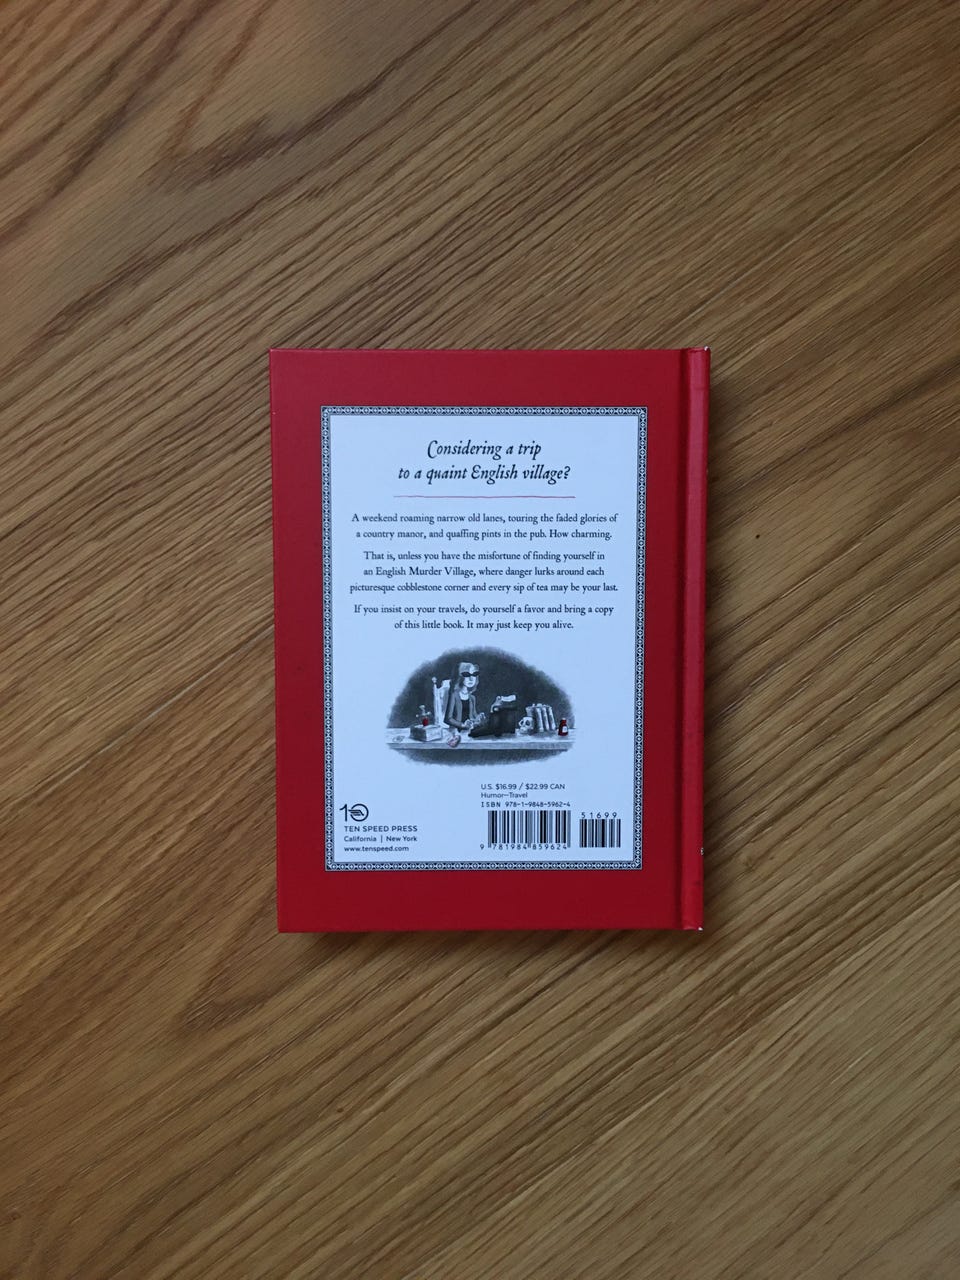 Considering a trip
to a quaint English village?
A weekend roaming narrow old lanes, touring the faded glories of
a country manor, and quaffing pints in the pub. How charming.
That is, unless you have the misfortune of finding yourself in
an English Murder Village, where danger lurks around each
picturesque cobblestone corner and every sip of tea may be your last.
If you insist on your travels, do yourself a favor and bring a copy
of this little book. It may just keep you alive.
10
TEN SPEED PRESS
California | New York
www.tenspeed.com
U.S. $16.99 / $22.99 CAN
Humor—Travel
ISBN 978-1-9848-5962-4
51699
9 781984 859624